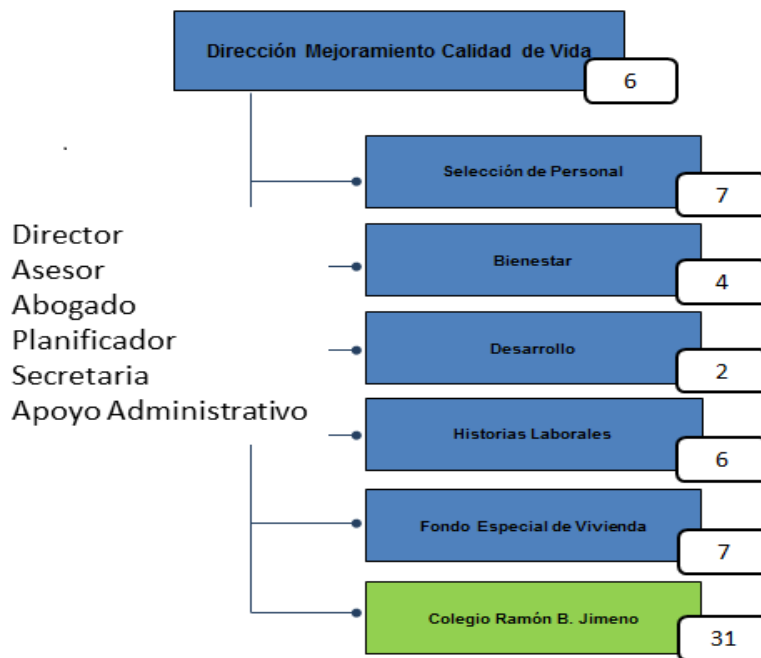 Dirección Mejoramiento Calidad de Vida
6
Selección de Personal
7
Director
Asesor
Abogado
Planificador
Secretaria
Apoyo Administrativo
Bienestar
4
Desarrollo
2
Historias Laborales
6
Fondo Especial de Vivienda
7
Colegio Ramón B. Jimeno
31